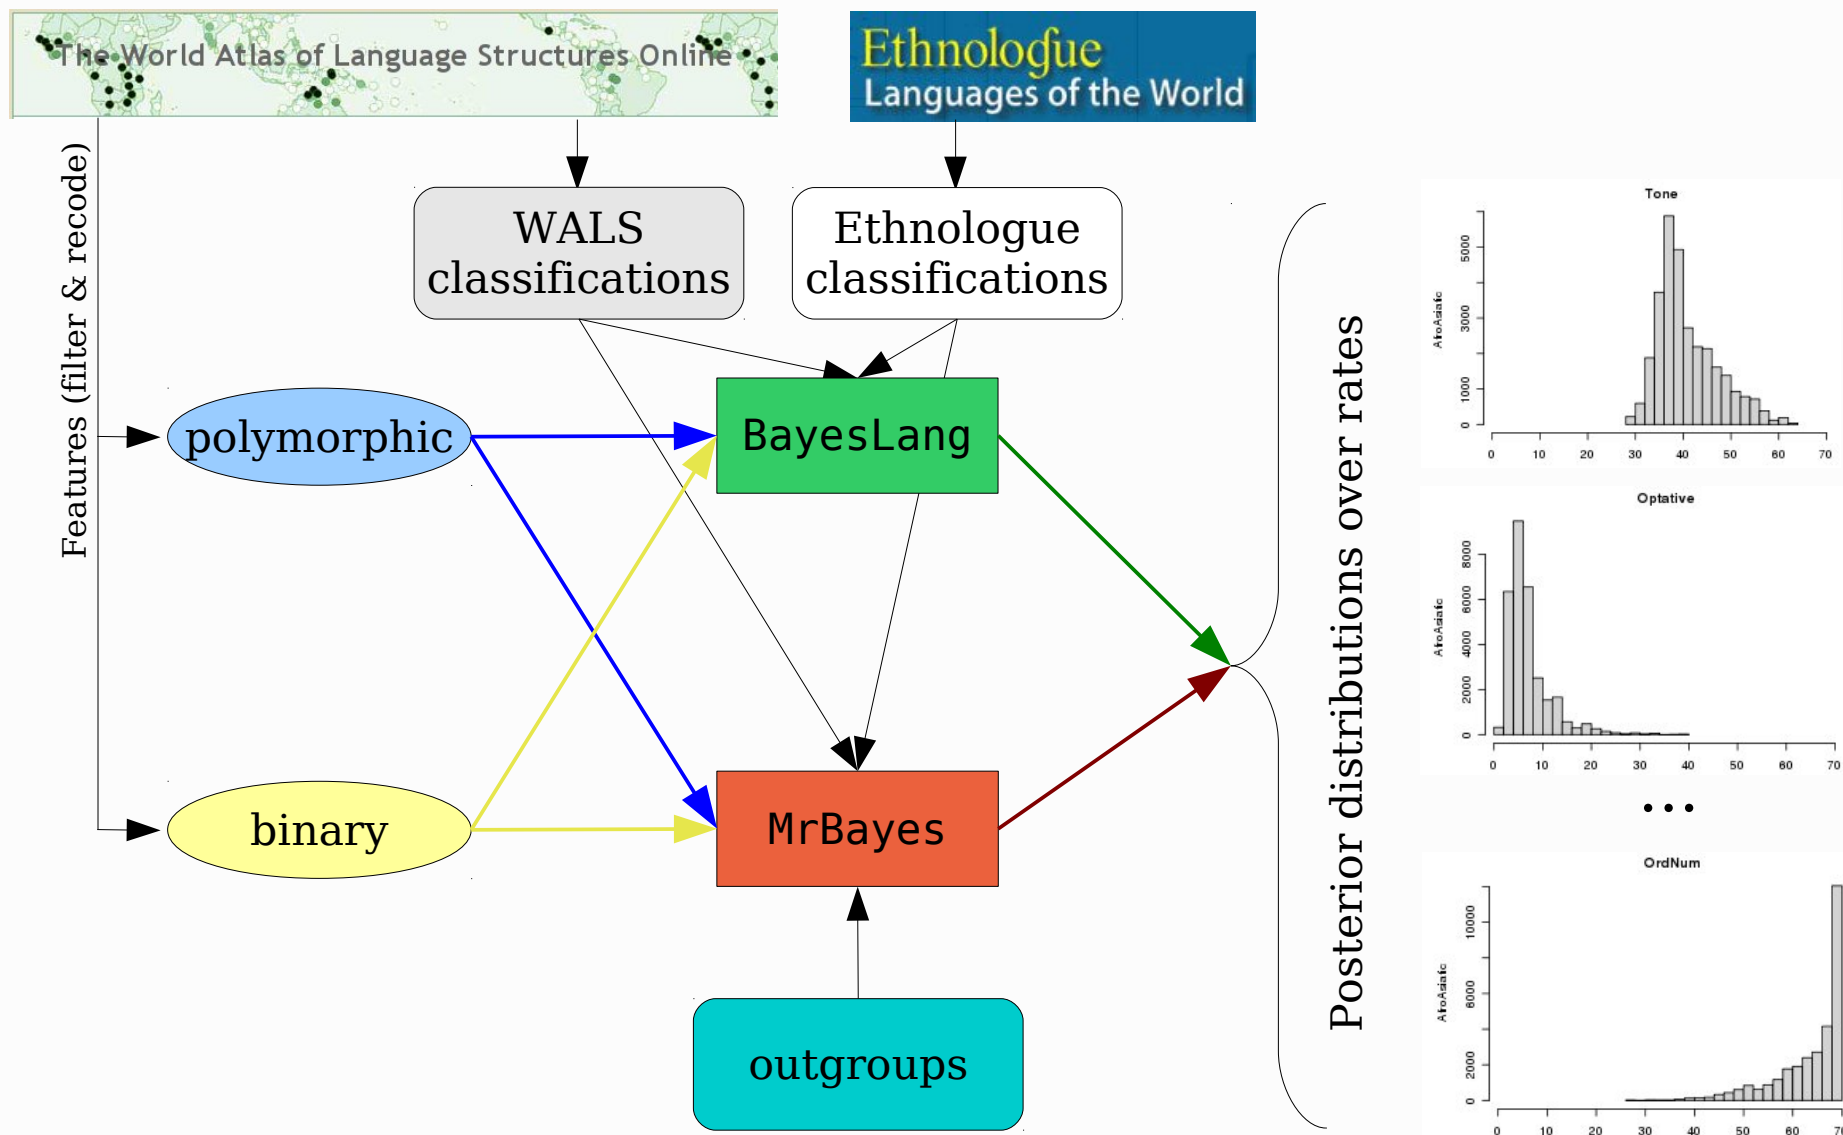 The World Atlas of Language Structures Online
Ethnologue
Languages of the World
Features (filter & recode)
WALS
classifications
Ethnologue
classifications
polymorphic
BayesLang
binary
MrBayes
outgroups
Posterior distributions over rates
Tone
AfroAsiatic
0 1000 3000 5000
0 10 20 30 40 50 60 70
Optative
AfroAsiatic
0 2000 4000 6000 8000
0 10 20 30 40 50 60 70
• • •
OrdNum
AfroAsiatic
0 2000 6000 10000
0 10 20 30 40 50 60 70